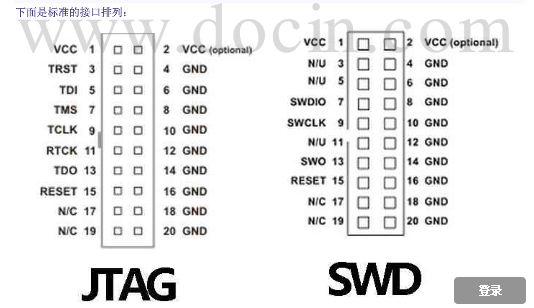 下面是标准的接口排列:
www.docin.com
VCC 1 2 VCC (optional)
TRST 3 4 GND
TDI 5 6 GND
TMS 7 8 GND
TCLK 9 10 GND
RTCK 11 12 GND
TDO 13 14 GND
RESET 15 16 GND
N/C 17 18 GND
N/C 19 20 GND
JTAG
VCC 1 2 VCC (optional)
N/U 3 4 GND
N/U 5 6 GND
SWDIO 7 8 GND
SWCLK 9 10 GND
N/U 11 12 GND
SWO 13 14 GND
RESET 15 16 GND
N/C 17 18 GND
N/C 19 20 GND
SWD
登录